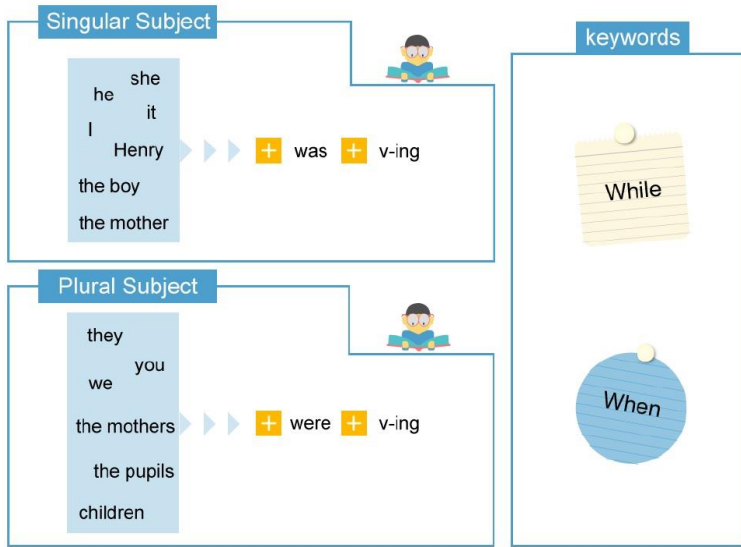 Singular Subject
she
he
it
I
Henry
the boy
the mother
+ was + v-ing
Plural Subject
they
you
we
the mothers
the pupils
children
+ were + v-ing
keywords
While
When